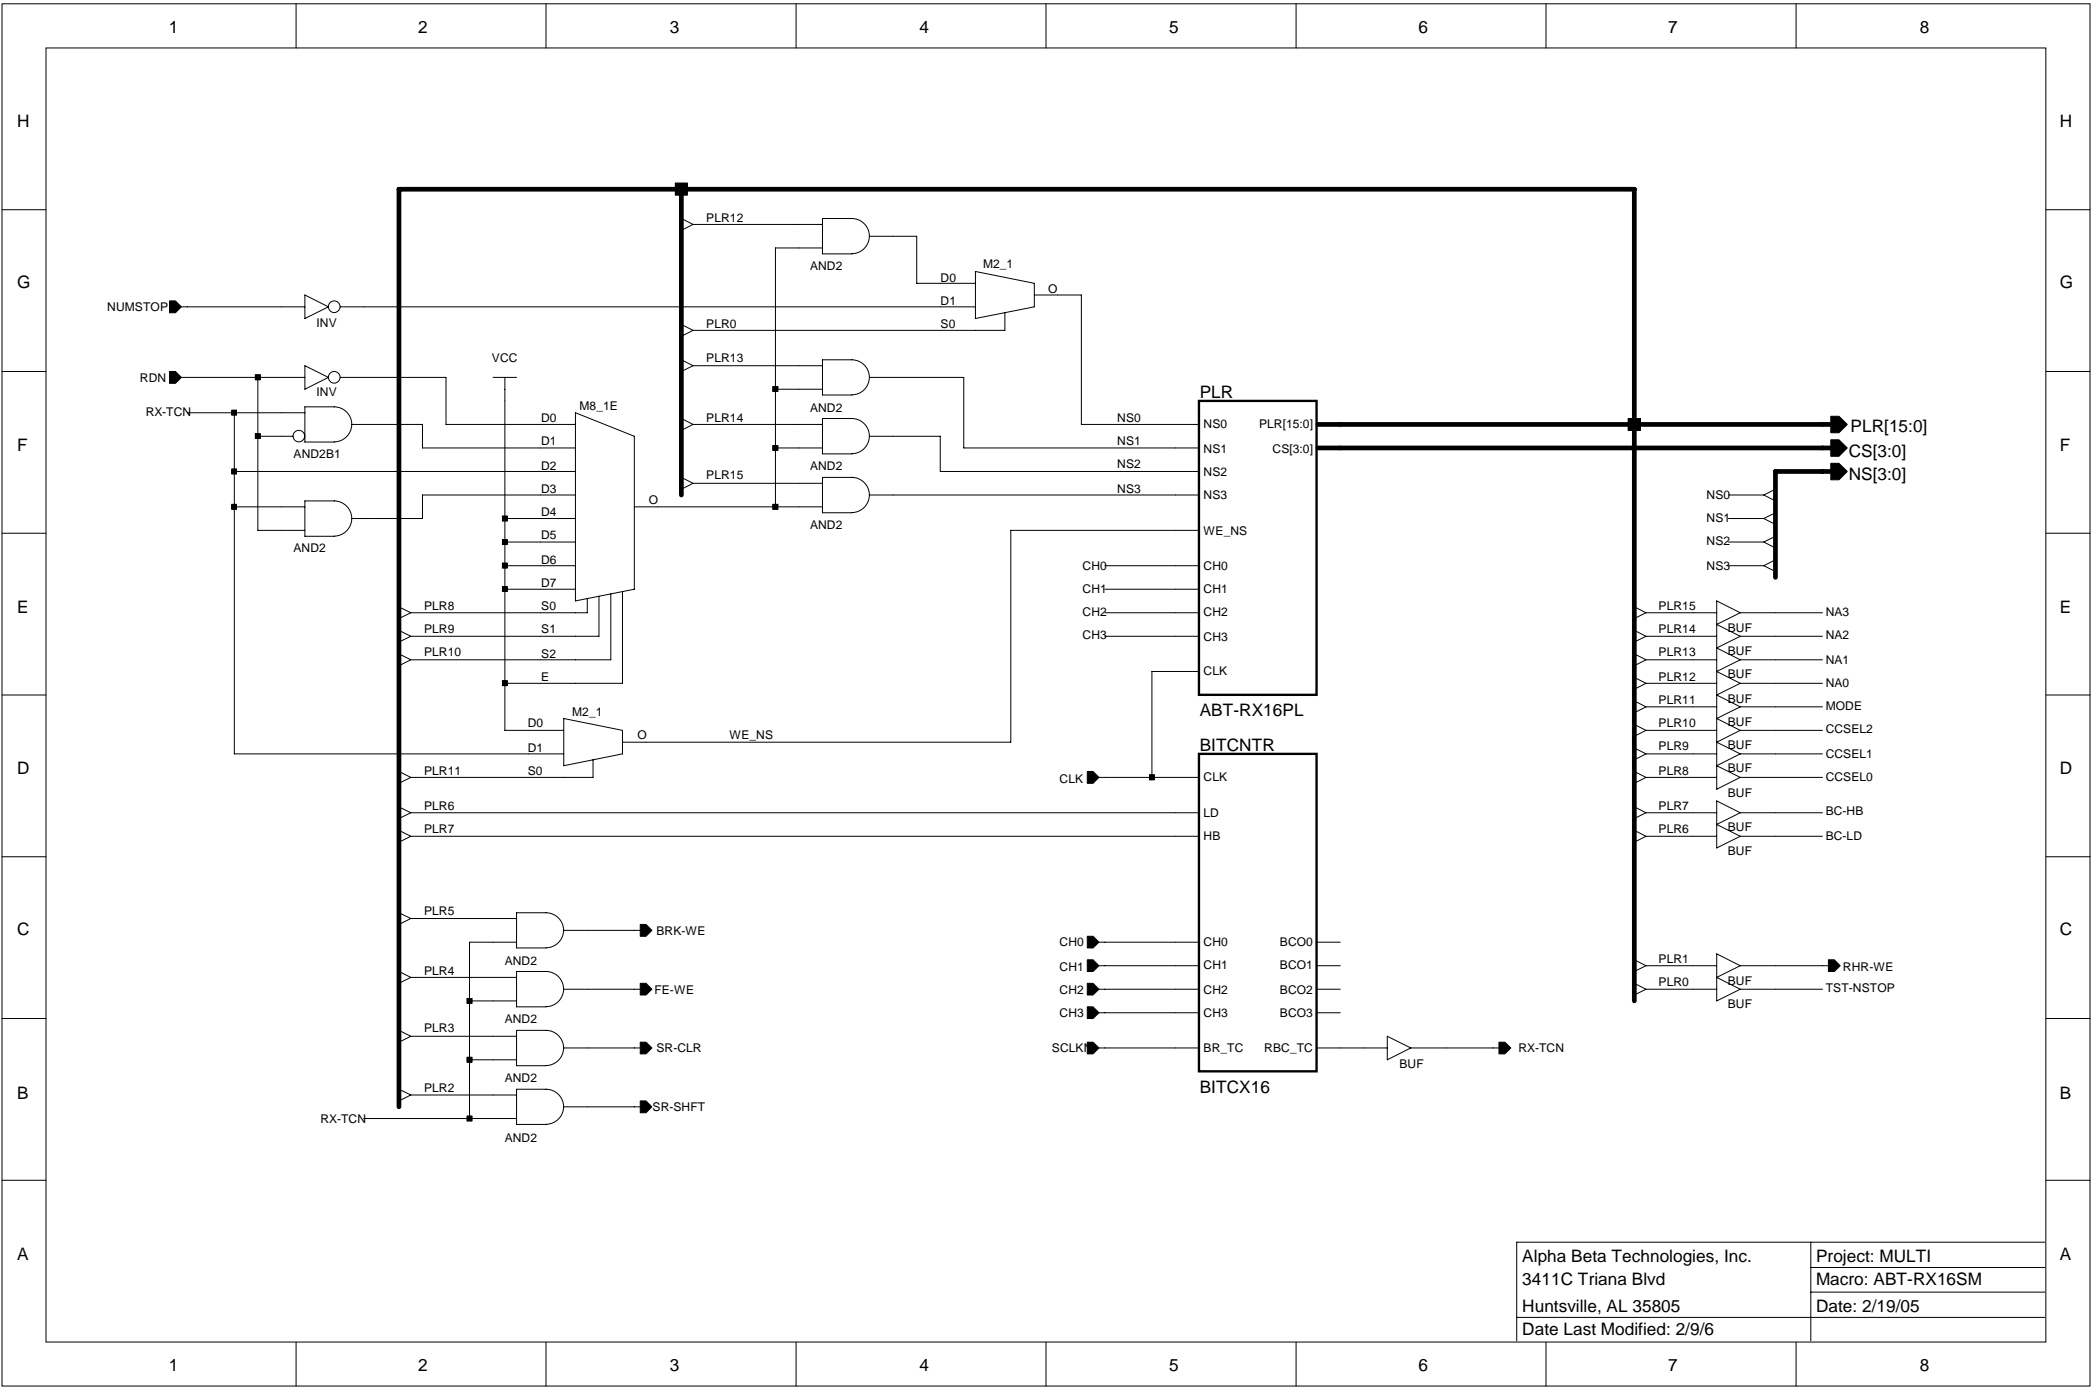 1 2 3 4 5 6 7 8
H H
PLR12
AND2
M2_1
D0
G G
O
NUMSTOP
INV
D1
PLR0 S0
VCC
PLR13
RDN
INV
AND2
PLR
RX-TCN
M8_1E
D0
PLR14
NS0 NS0 PLR[15:0] PLR[15:0]
F F
AND2B1
D1
NS1 NS1 CS[3:0] CS[3:0]
D2
AND2
NS2 NS2
NS[3:0]
PLR15
D3
NS3 NS3
NS0
O
D4
AND2
NS1
AND2
D5
WE_NS
NS2
D6
CH0 CH0
NS3
D7
CH1 CH1
E E
PLR8 S0
CH2 CH2
PLR15 BUF NA3
PLR9 S1
CH3 CH3
PLR14 BUF NA2
PLR10 S2
PLR13 BUF NA1
E
CLK
PLR12 BUF NA0
M2_1
ABT-RX16PL
PLR11 BUF MODE
D0
O WE_NS
PLR10 BUF CCSEL2
D1
BITCNTR
PLR9 BUF CCSEL1
D D
PLR11 S0
CLK CLK
PLR8 BUF CCSEL0
PLR6
LD
PLR7 BUF BC-HB
PLR7
HB
PLR6 BUF BC-LD
PLR5
AND2
BRK-WE
C C
CH0 CH0 BCO0
PLR4
AND2
FE-WE
CH1 CH1 BCO1
PLR1 BUF RHR-WE
CH2 CH2 BCO2
PLR0 BUF TST-NSTOP
CH3 CH3 BCO3
PLR3
AND2
SR-CLR
SCLKN BR_TC RBC_TC BUF RX-TCN
B B
PLR2
BITCX16
RX-TCN
AND2
SR-SHFT
A A
Alpha Beta Technologies, Inc. Project: MULTI
3411C Triana Blvd Macro: ABT-RX16SM
Huntsville, AL 35805 Date: 2/19/05
Date Last Modified: 2/9/6
1 2 3 4 5 6 7 8